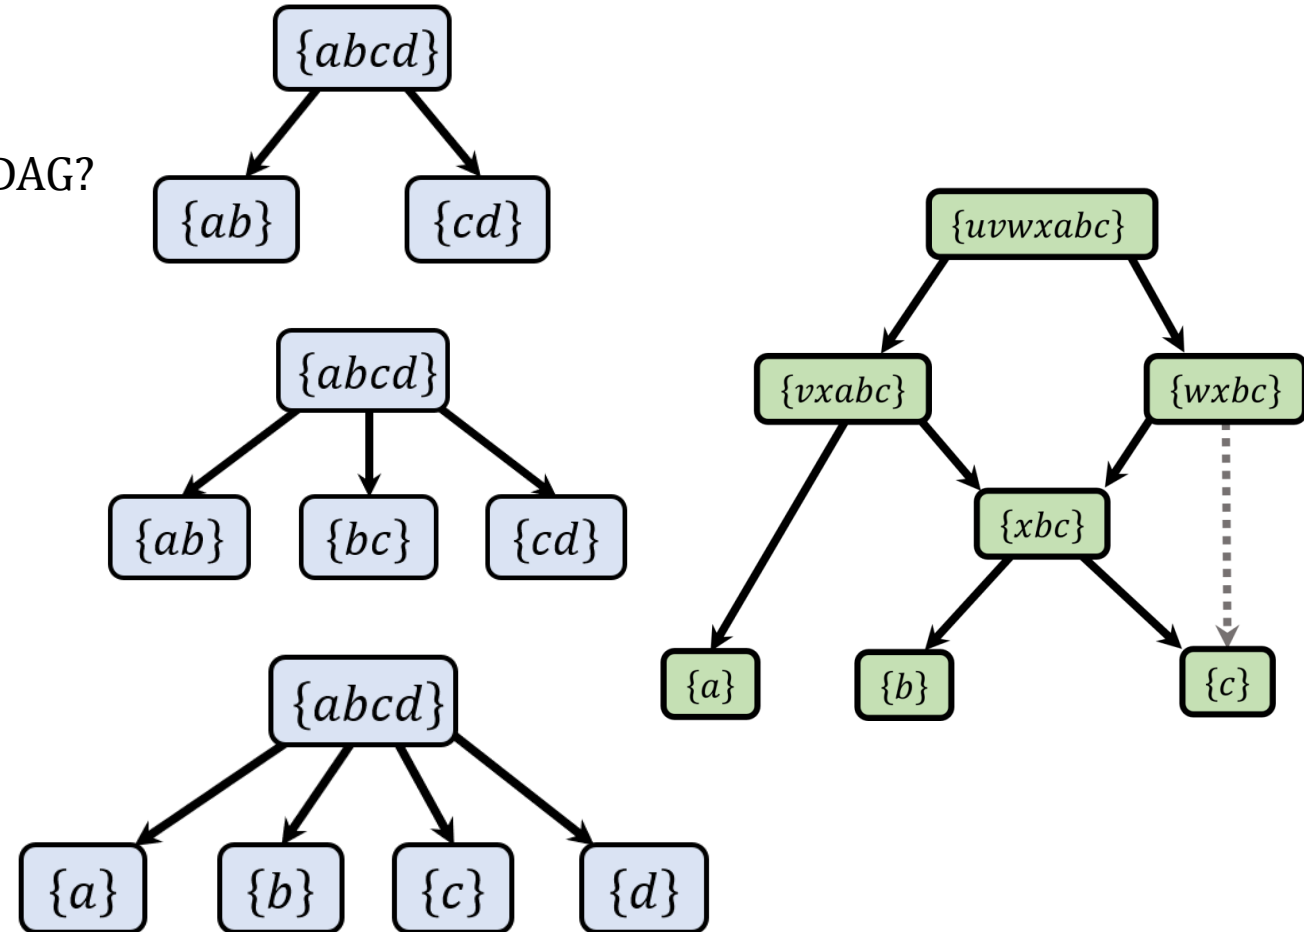 {abcd}
DAG?
{ab} {cd}
{abcd}
{ab} {bc} {cd}
{abcd}
{a} {b} {c} {d}
{uvwxabc}
{vxabc} {wxbc}
{xbc}
{a} {b} {c}